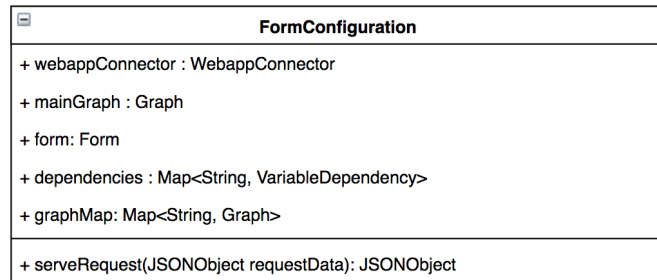 FormConfiguration
+ webappConnector : WebappConnector
+ mainGraph : Graph
+ form: Form
+ dependencies : Map<String, VariableDependency>
+ graphMap: Map<String, Graph>
+ serveRequest(JSONObject requestData): JSONObject